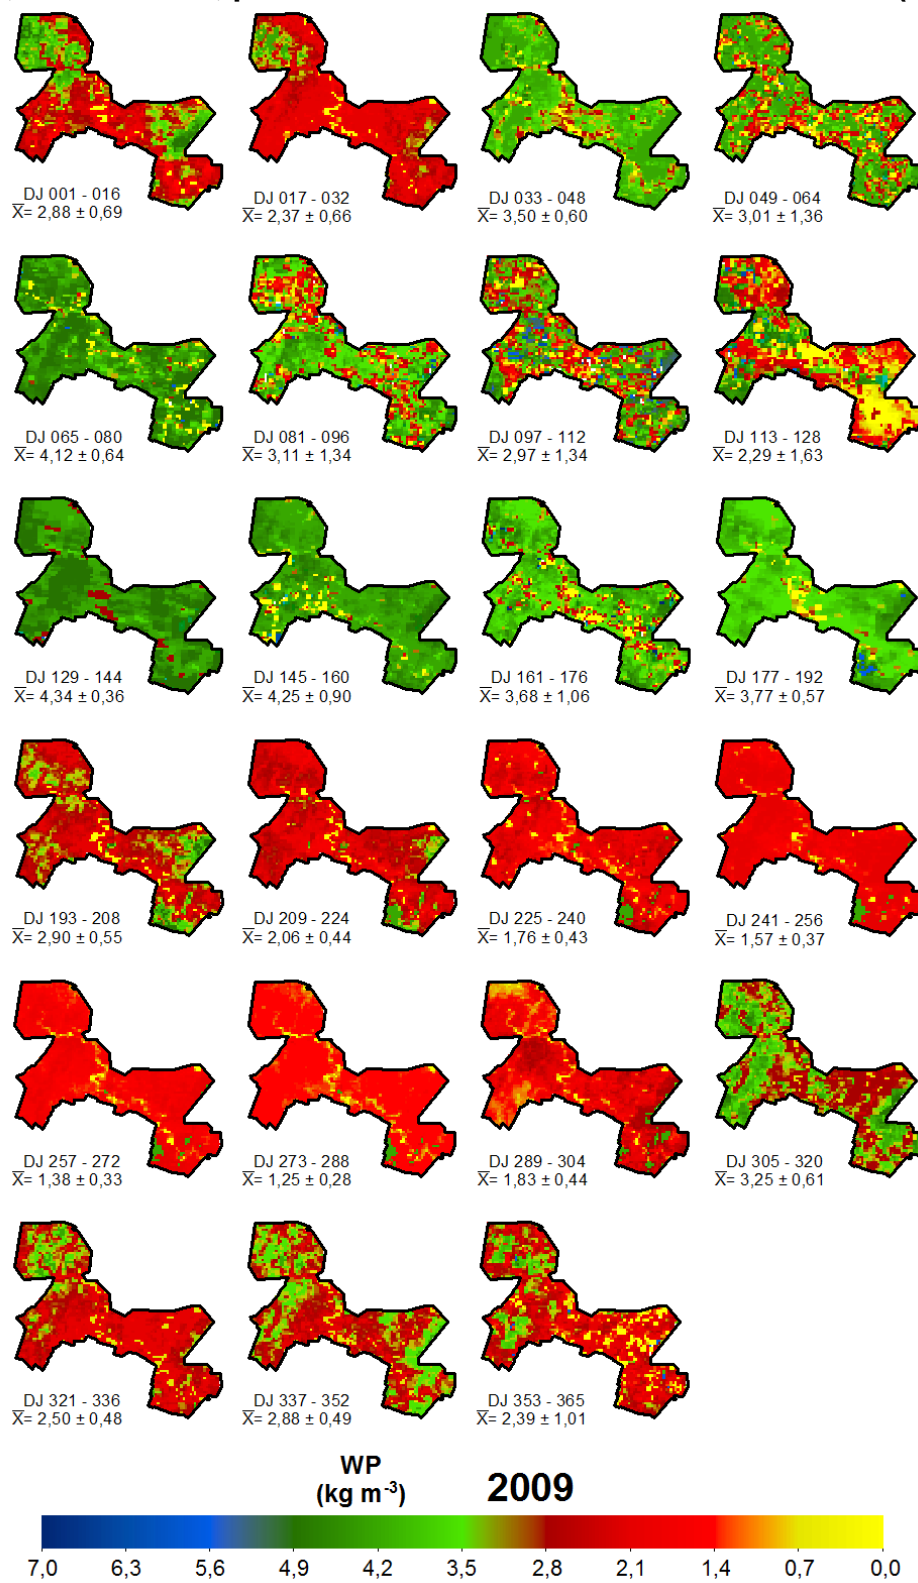 DJ 001 - 016 DJ 017 - 032 DJ 033 - 048 DJ 049 - 064
X= 2,88 ± 0,69 X= 2,37 ± 0,66 X= 3,50 ± 0,60 X= 3,01 ± 1,36
DJ 065 - 080 DJ 081 - 096 DJ 097 - 112 DJ 113 - 128
X= 4,12 ± 0,64 X= 3,11 ± 1,34 X= 2,97 ± 1,34 X= 2,29 ± 1,63
DJ 129 - 144 DJ 145 - 160 DJ 161 - 176 DJ 177 - 192
X= 4,34 ± 0,36 X= 4,25 ± 0,90 X= 3,68 ± 1,06 X= 3,77 ± 0,57
DJ 193 - 208 DJ 209 - 224 DJ 225 - 240 DJ 241 - 256
X= 2,90 ± 0,55 X= 2,06 ± 0,44 X= 1,76 ± 0,43 X= 1,57 ± 0,37
DJ 257 - 272 DJ 273 - 288 DJ 289 - 304 DJ 305 - 320
X= 1,38 ± 0,33 X= 1,25 ± 0,28 X= 1,83 ± 0,44 X= 3,25 ± 0,61
DJ 321 - 336 DJ 337 - 352 DJ 353 - 365
X= 2,50 ± 0,48 X= 2,88 ± 0,49 X= 2,39 ± 1,01
WP
(kg m⁻³) 2009
7,0 6,3 5,6 4,9 4,2 3,5 2,8 2,1 1,4 0,7 0,0